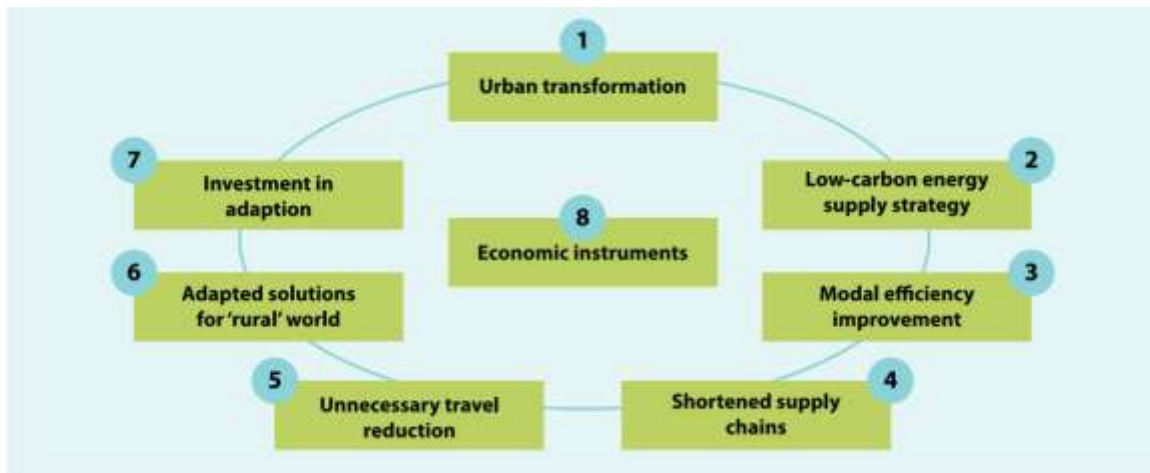 1
Urban transformation
2
Low-carbon energy
supply strategy
3
Modal efficiency
improvement
4
Shortened supply
chains
5
Unnecessary travel
reduction
6
Adapted solutions
for ‘rural’ world
7
Investment in
adaption
8
Economic instruments